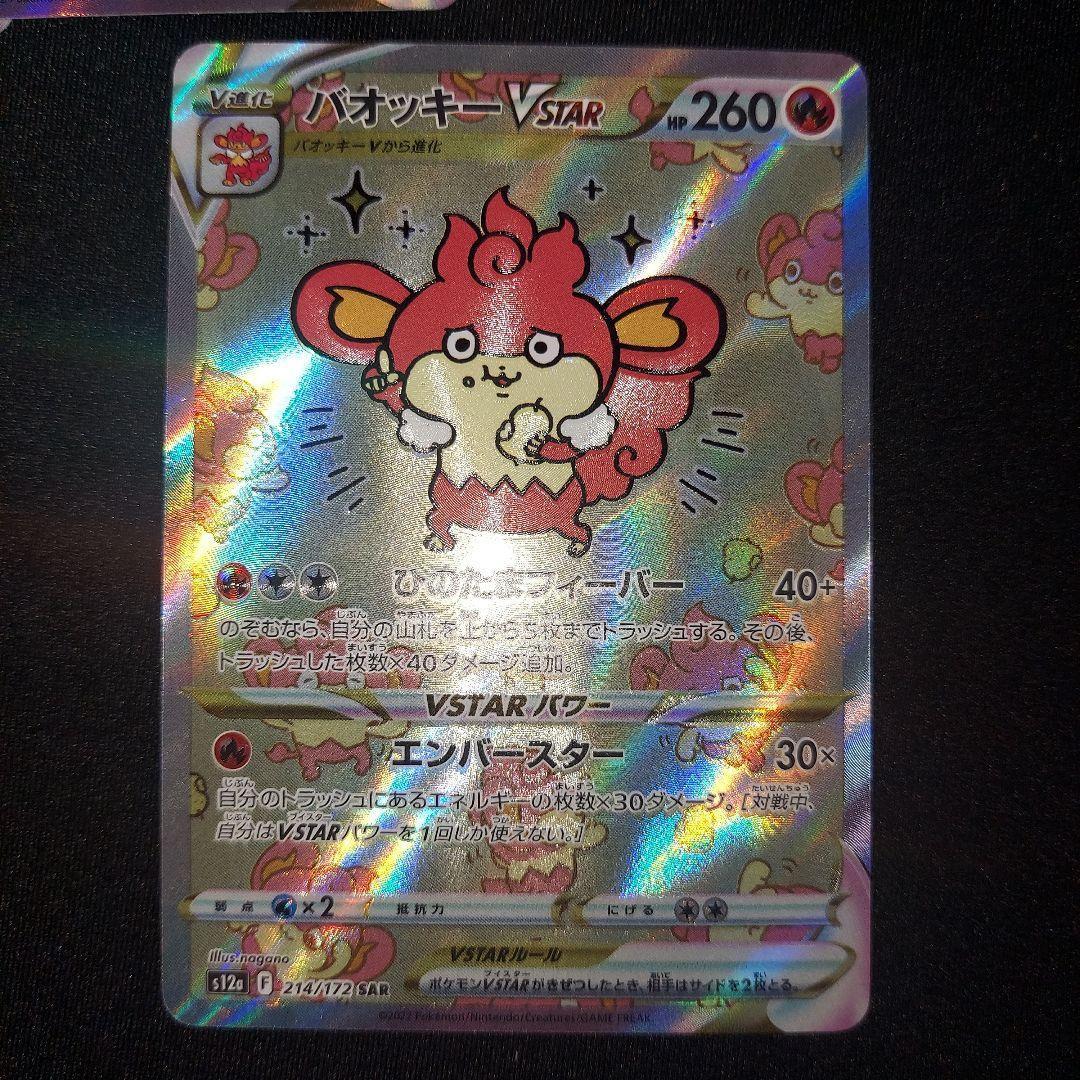 V進化
バオッキーVSTAR
HP 260
バオッキーVから進化
ひのたまフィーバー 40+
のぞむなら、自分の山札を上から5枚までトラッシュする。その後、
トラッシュした枚数×40ダメージ追加。
VSTARパワー
エンバースター 30×
自分のトラッシュにあるエネルギーの枚数×30ダメージ。[対戦中、
自分はVSTARパワーを1回しか使えない。]
弱点 ×2 抵抗力 にげる
Illus. nagano
VSTARルール
s12a F 214/172 SAR
ポケモンVSTARがきぜつしたとき、相手はサイドを2枚とる。
©2022 Pokémon/Nintendo/Creatures/GAME FREAK.